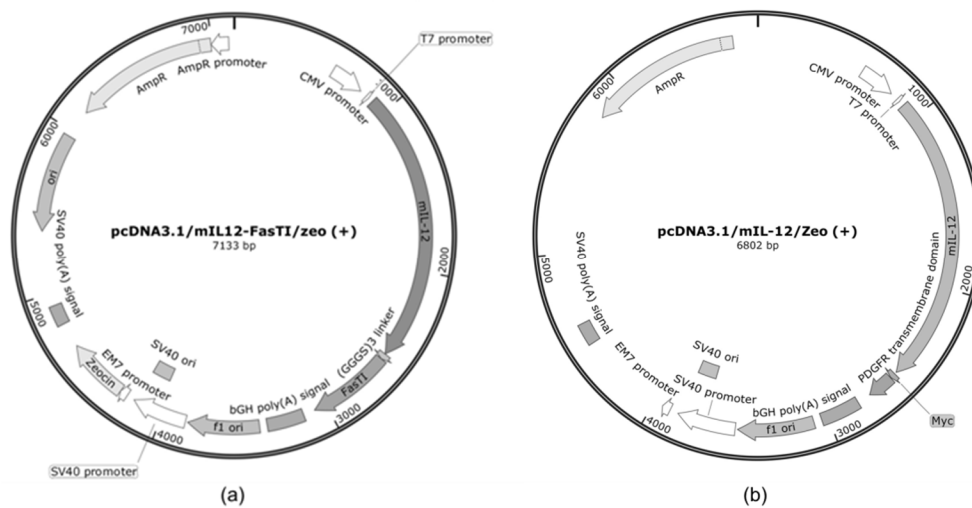 7000
T7 promoter
AmpR promoter
AmpR
CMV promoter
1000
6000
ori
mIL-12
pcDNA3.1/mIL12-FasTI/zeo (+)
7133 bp
2000
SV40 poly(A) signal
5000
(GGGS)3 linker
FasTI
SV40 ori
EM7 promoter
Zeocin
bGH poly(A) signal
3000
f1 ori
4000
SV40 promoter
(a)
6000
AmpR
CMV promoter
1000
T7 promoter
mIL-12
pcDNA3.1/mIL-12/Zeo (+)
6802 bp
5000
2000
SV40 poly(A) signal
PDGFR transmembrane domain
SV40 ori
EM7 promoter
SV40 promoter
bGH poly(A) signal
Myc
f1 ori
4000
3000
(b)